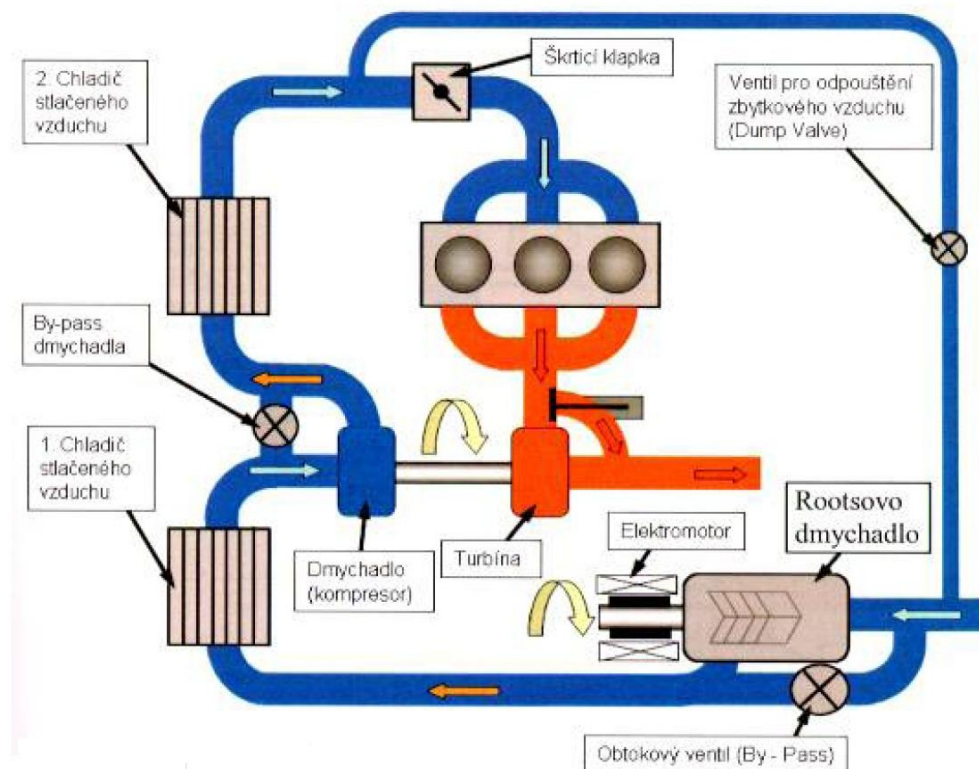 Škrticí klapka
2. Chladič
stlačeného
vzduchu
Ventil pro odpouštění
zbytkového vzduchu
(Dump Valve)
By-pass
dmychadla
1. Chladič
stlačeného
vzduchu
Dmychadlo
(kompresor)
Turbína
Elektromotor
Rootsovo
dmychadlo
Obtokový ventil (By - Pass)